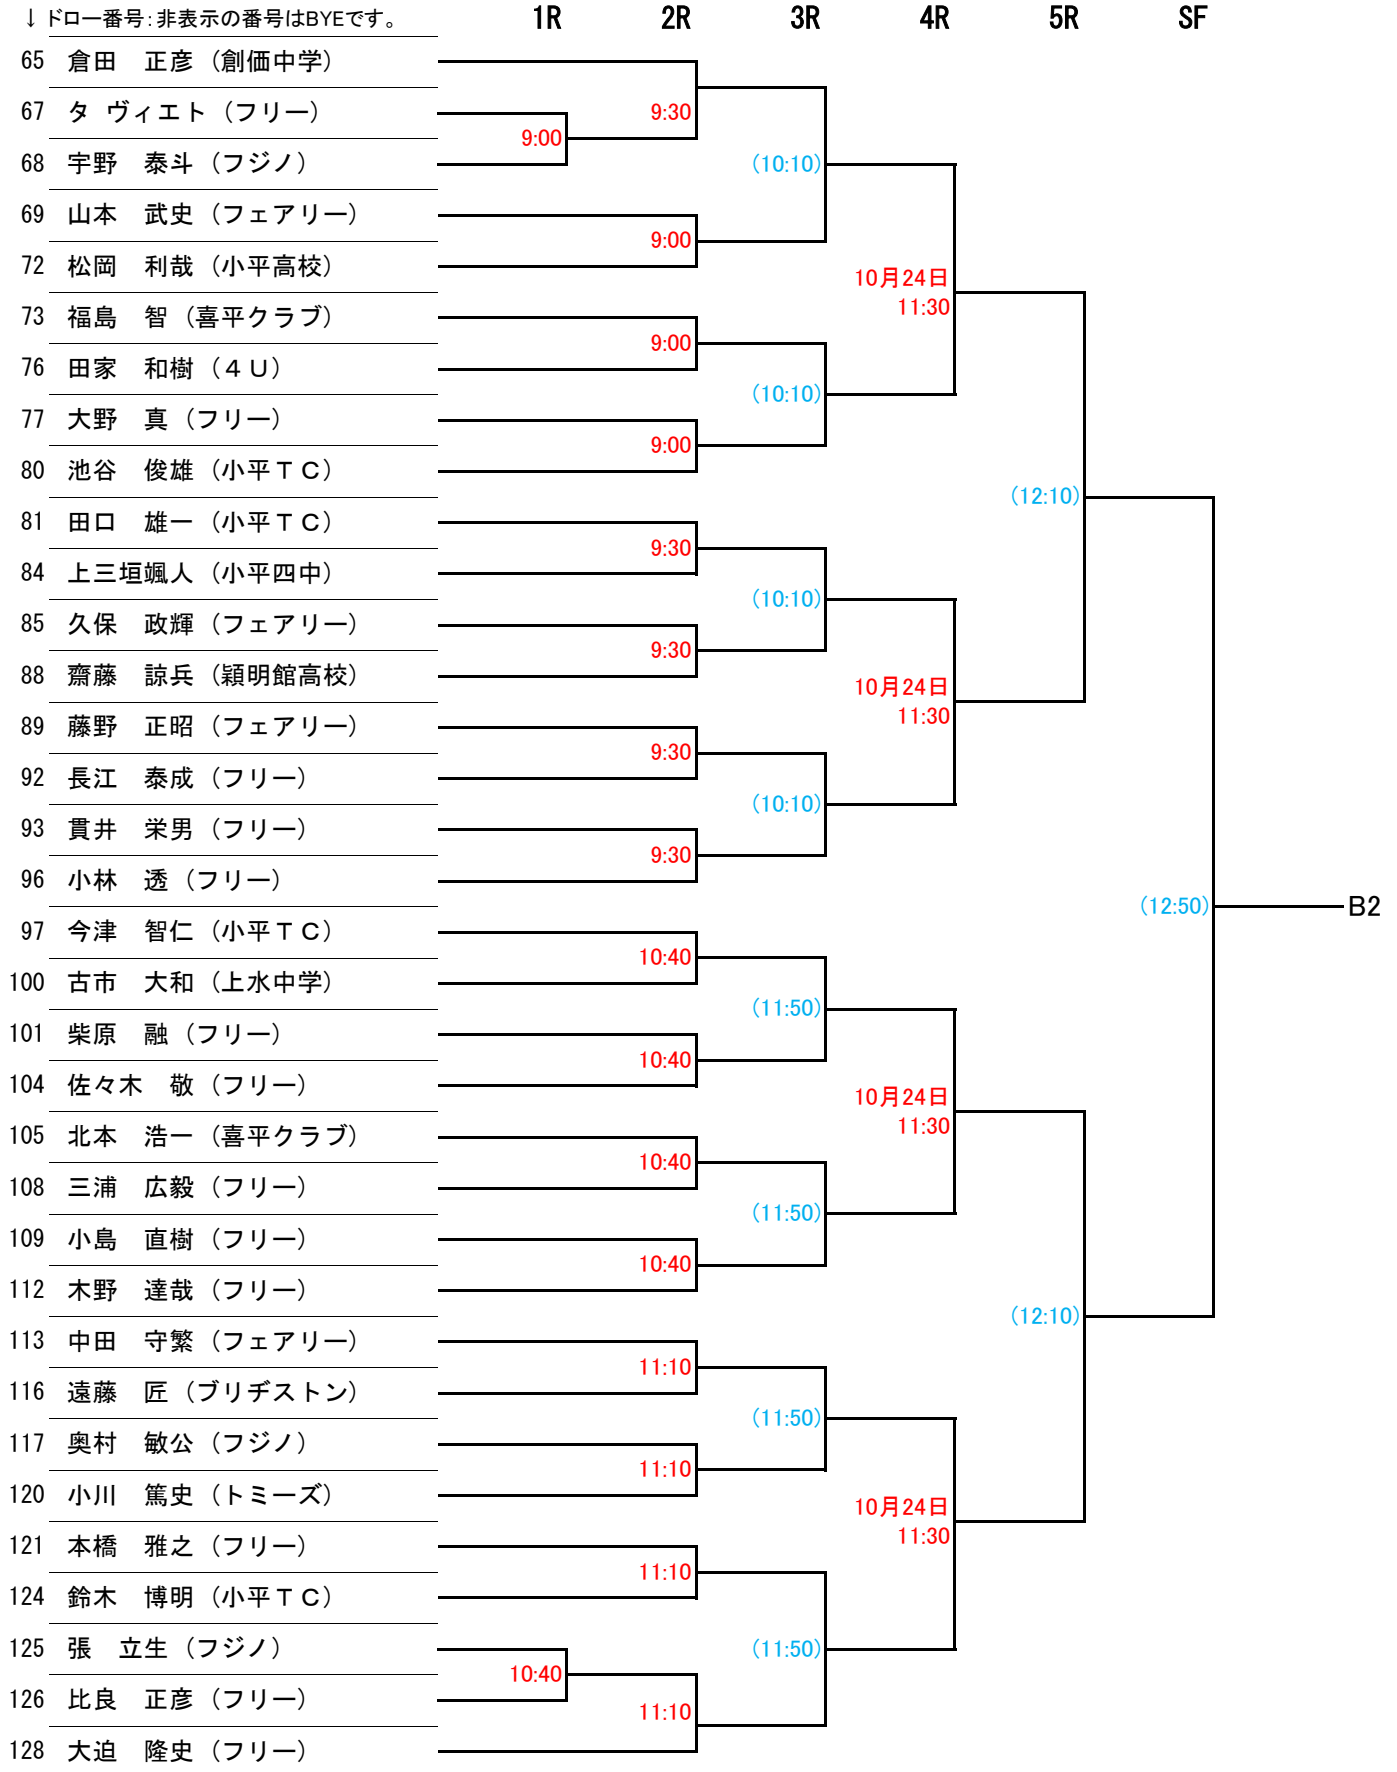 ↓ドロー番号：非表示の番号はBYEです。 1R 2R 3R 4R 5R SF
65 倉田　正彦（創価中学）
67 タ ヴィエト（フリー）
9:30
9:00
68 宇野　泰斗（フジノ）
(10:10)
69 山本　武史（フェアリー）
9:00
72 松岡　利哉（小平高校）
10月24日
11:30
73 福島　智（喜平クラブ）
9:00
76 田家　和樹（４Ｕ）
(10:10)
77 大野　真（フリー）
9:00
80 池谷　俊雄（小平ＴＣ）
(12:10)
81 田口　雄一（小平ＴＣ）
9:30
84 上三垣颯人（小平四中）
(10:10)
85 久保　政輝（フェアリー）
9:30
88 齋藤　諒兵（穎明館高校）
10月24日
11:30
89 藤野　正昭（フェアリー）
9:30
92 長江　泰成（フリー）
(10:10)
93 貫井　栄男（フリー）
9:30
96 小林　透（フリー）
(12:50)
B2
97 今津　智仁（小平ＴＣ）
10:40
100 古市　大和（上水中学）
(11:50)
101 柴原　融（フリー）
10:40
104 佐々木　敬（フリー）
10月24日
11:30
105 北本　浩一（喜平クラブ）
10:40
108 三浦　広毅（フリー）
(11:50)
109 小島　直樹（フリー）
10:40
112 木野　達哉（フリー）
(12:10)
113 中田　守繁（フェアリー）
11:10
116 遠藤　匠（ブリヂストン）
(11:50)
117 奥村　敏公（フジノ）
11:10
120 小川　篤史（トミーズ）
10月24日
11:30
121 本橋　雅之（フリー）
11:10
124 鈴木　博明（小平ＴＣ）
125 張　立生（フジノ）
(11:50)
10:40
126 比良　正彦（フリー）
11:10
128 大迫　隆史（フリー）